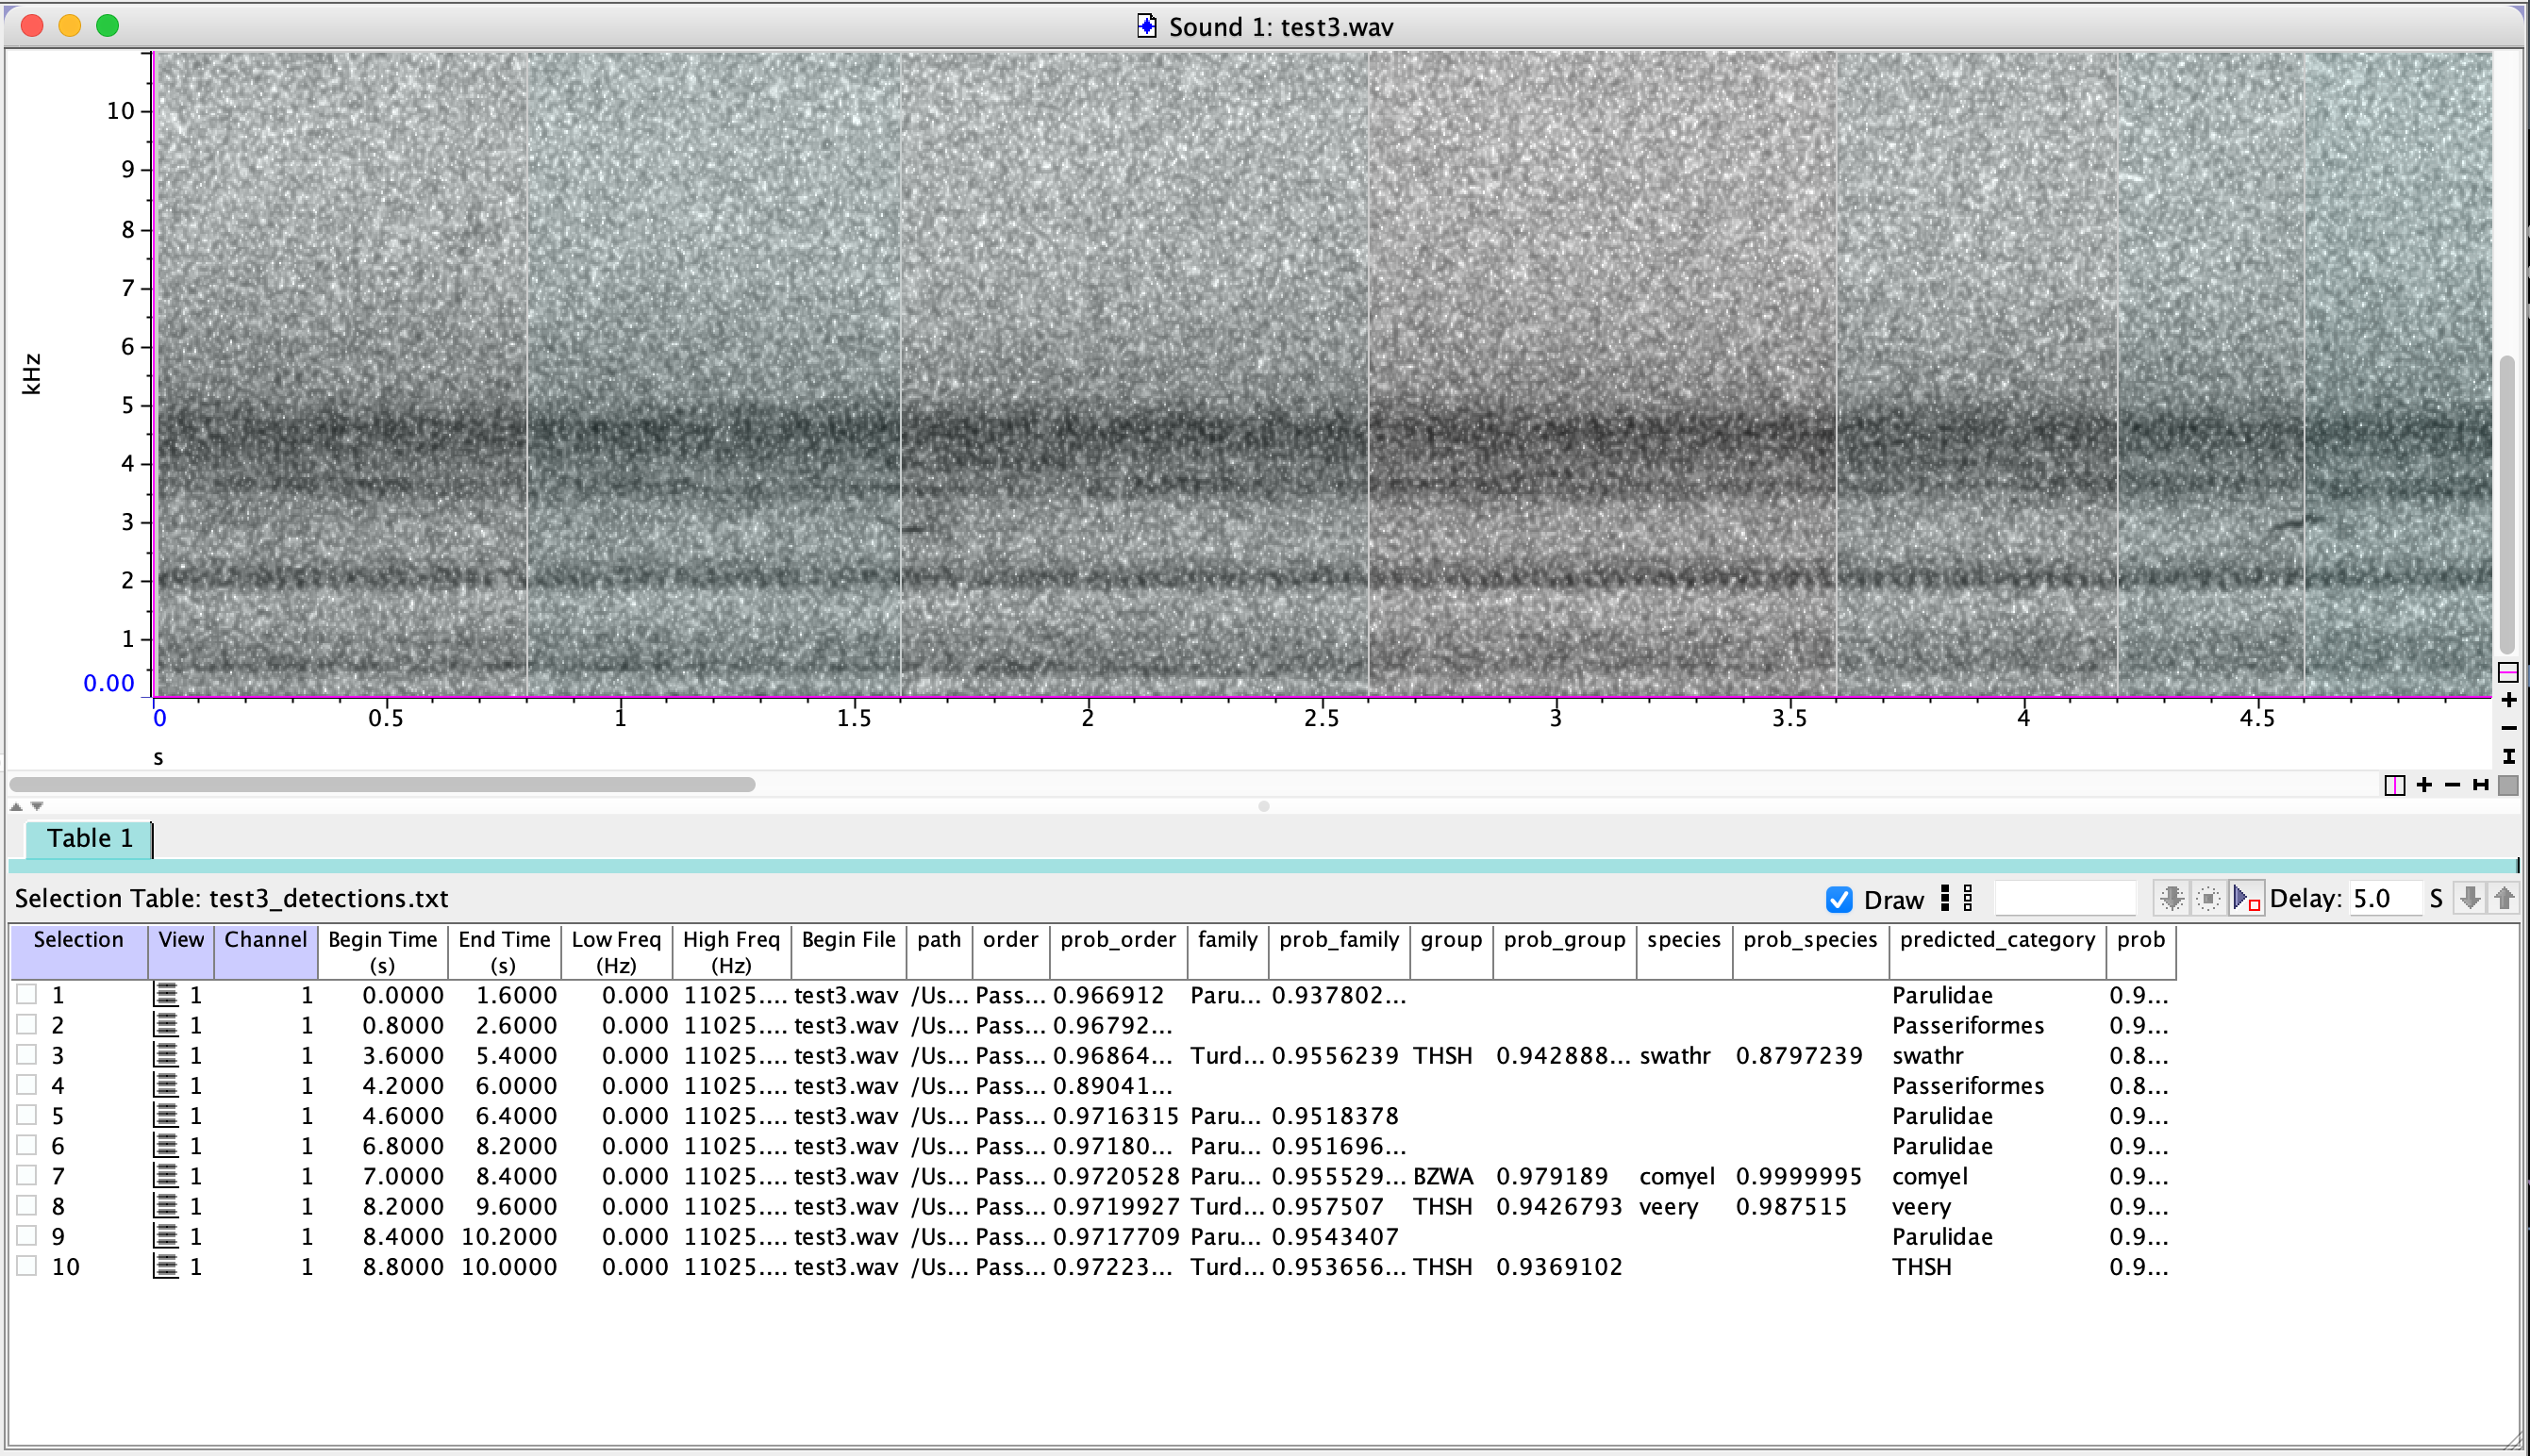 Sound 1: test3.wav
10
9
8
7
6
5
4
3
2
1
0.00
kHz
0 0.5 1 1.5 2 2.5 3 3.5 4 4.5
s
Table 1
Selection Table: test3_detections.txt Draw Delay: 5.0 S
Selection View Channel Begin Time (s) End Time (s) Low Freq (Hz) High Freq (Hz) Begin File path order prob_order family prob_family group prob_group species prob_species predicted_category prob
1 1 1 0.0000 1.6000 0.000 11025.... test3.wav /Us... Pass... 0.966912 Paru... 0.937802... Parulidae 0.9...
2 1 1 0.8000 2.6000 0.000 11025.... test3.wav /Us... Pass... 0.96792... Passeriformes 0.9...
3 1 1 3.6000 5.4000 0.000 11025.... test3.wav /Us... Pass... 0.96864... Turd... 0.9556239 THSH 0.942888... swathr 0.8797239 swathr 0.8...
4 1 1 4.2000 6.0000 0.000 11025.... test3.wav /Us... Pass... 0.89041... Passeriformes 0.8...
5 1 1 4.6000 6.4000 0.000 11025.... test3.wav /Us... Pass... 0.9716315 Paru... 0.9518378 Parulidae 0.9...
6 1 1 6.8000 8.2000 0.000 11025.... test3.wav /Us... Pass... 0.97180... Paru... 0.951696... Parulidae 0.9...
7 1 1 7.0000 8.4000 0.000 11025.... test3.wav /Us... Pass... 0.9720528 Paru... 0.955529... BZWA 0.979189 comyel 0.9999995 comyel 0.9...
8 1 1 8.2000 9.6000 0.000 11025.... test3.wav /Us... Pass... 0.9719927 Turd... 0.957507 THSH 0.9426793 veery 0.987515 veery 0.9...
9 1 1 8.4000 10.2000 0.000 11025.... test3.wav /Us... Pass... 0.9717709 Paru... 0.9543407 Parulidae 0.9...
10 1 1 8.8000 10.0000 0.000 11025.... test3.wav /Us... Pass... 0.97223... Turd... 0.953656... THSH 0.9369102 THSH 0.9...